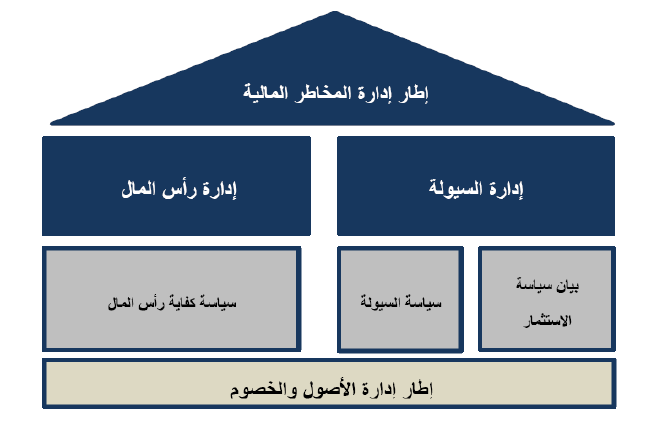 إطار إدارة المخاطر المالية
إدارة السيولة
إدارة رأس المال
بيان سياسة
الاستثمار
سياسة السيولة
سياسة كفاية رأس المال
إطار إدارة الأصول والخصوم